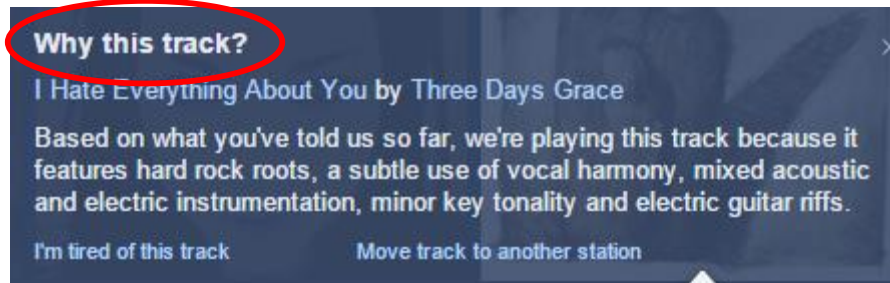 Why this track?
I Hate Everything About You by Three Days Grace
Based on what you've told us so far, we're playing this track because it
features hard rock roots, a subtle use of vocal harmony, mixed acoustic
and electric instrumentation, minor key tonality and electric guitar riffs.
I'm tired of this track Move track to another station